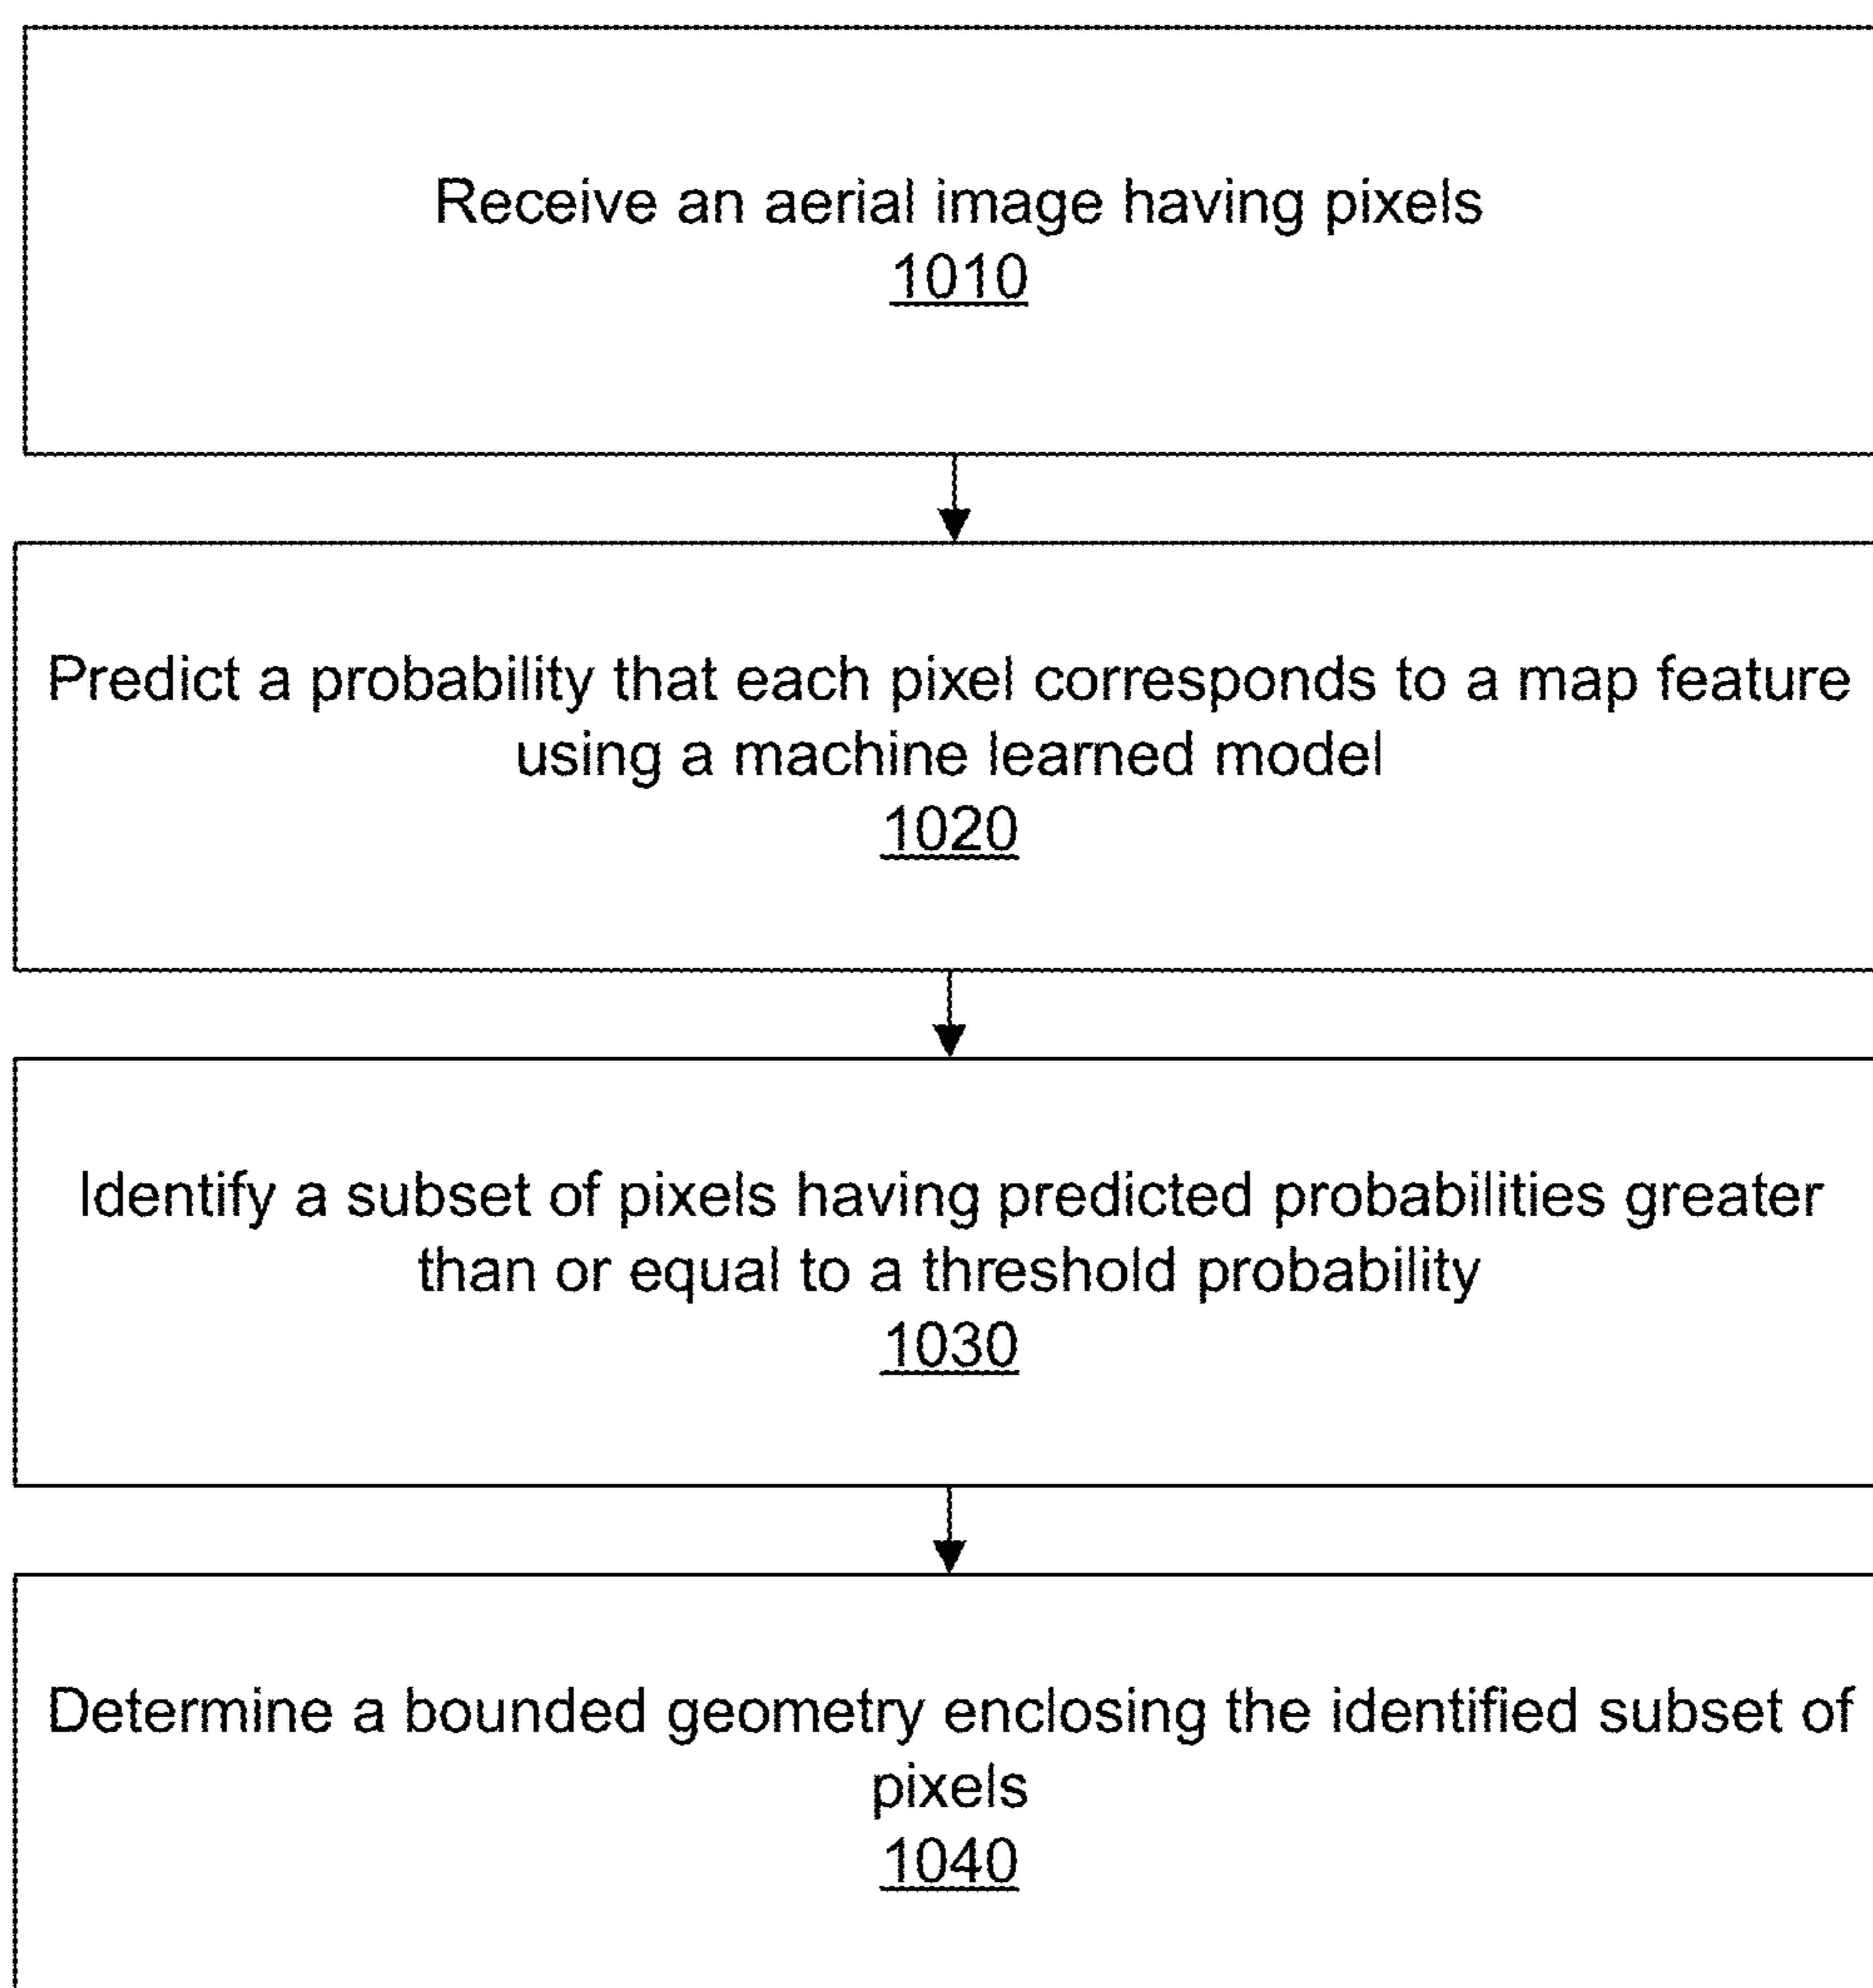 Receive an aerial image having pixels
1010
Predict a probability that each pixel corresponds to a map feature
using a machine learned model
1020
Identify a subset of pixels having predicted probabilities greater
than or equal to a threshold probability
1030
Determine a bounded geometry enclosing the identified subset of
pixels
1040